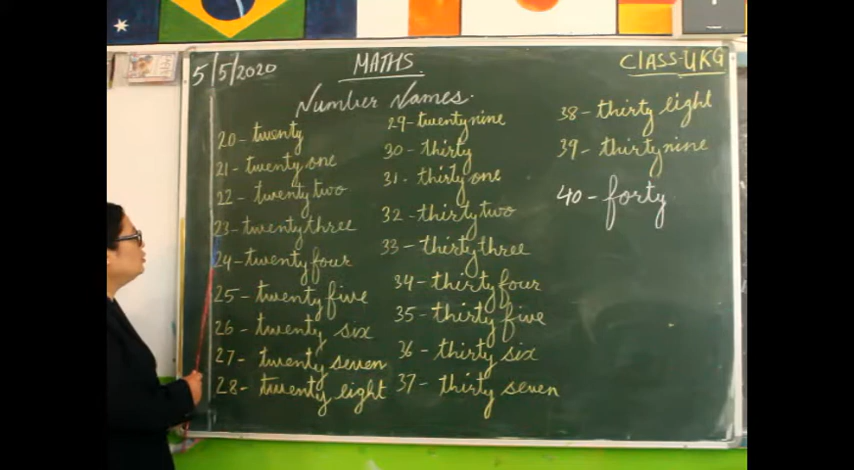 5/5/2020
MATHS
CLASS-UKG
Number Names.
20- twenty
21- twenty one
22- twenty two
23- twenty three
24- twenty four
25- twenty five
26- twenty six
27- twenty seven
28- twenty eight
29- twenty nine
30- thirty
31- thirty one
32- thirty two
33- thirty three
34- thirty four
35- thirty five
36- thirty six
37- thirty seven
38- thirty eight
39- thirty nine
40- forty